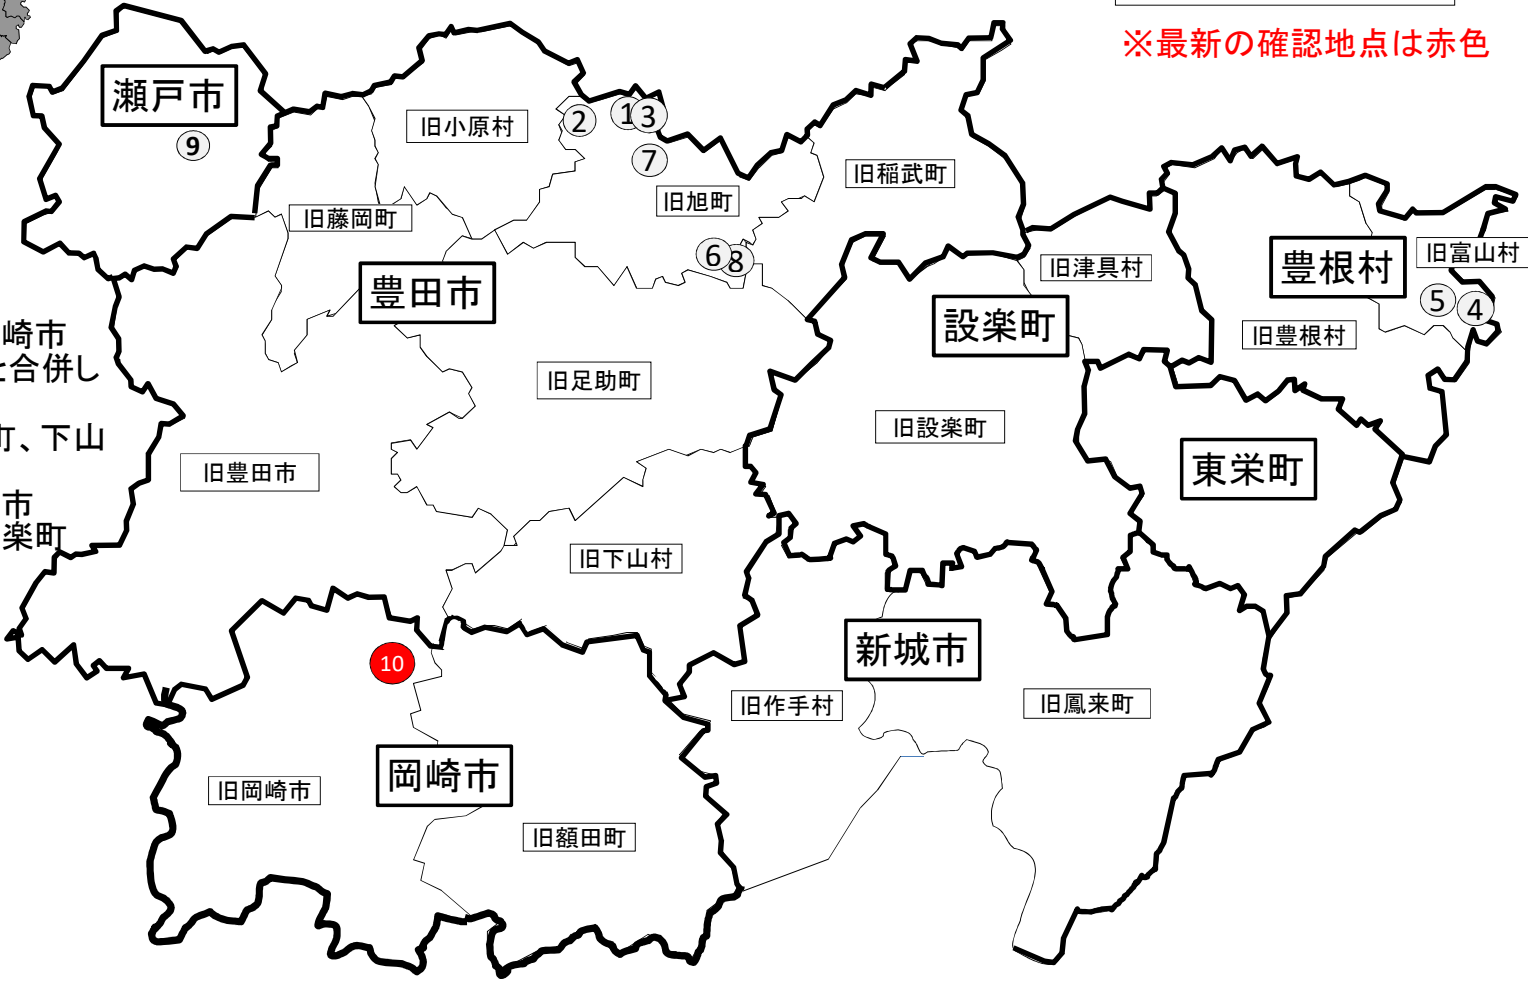 ※最新の確認地点は赤色
瀬戸市
9
旧小原村
2
1
3
7
旧旭町
旧稲武町
旧藤岡町
豊田市
6
8
旧津具村
豊根村
旧富山村
5
4
旧豊根村
設楽町
崎市
合併し
旧足助町
旧設楽町
町、下山
旧豊田市
東栄町
市
楽町
旧下山村
10
新城市
旧作手村
旧鳳来町
岡崎市
旧岡崎市
旧額田町